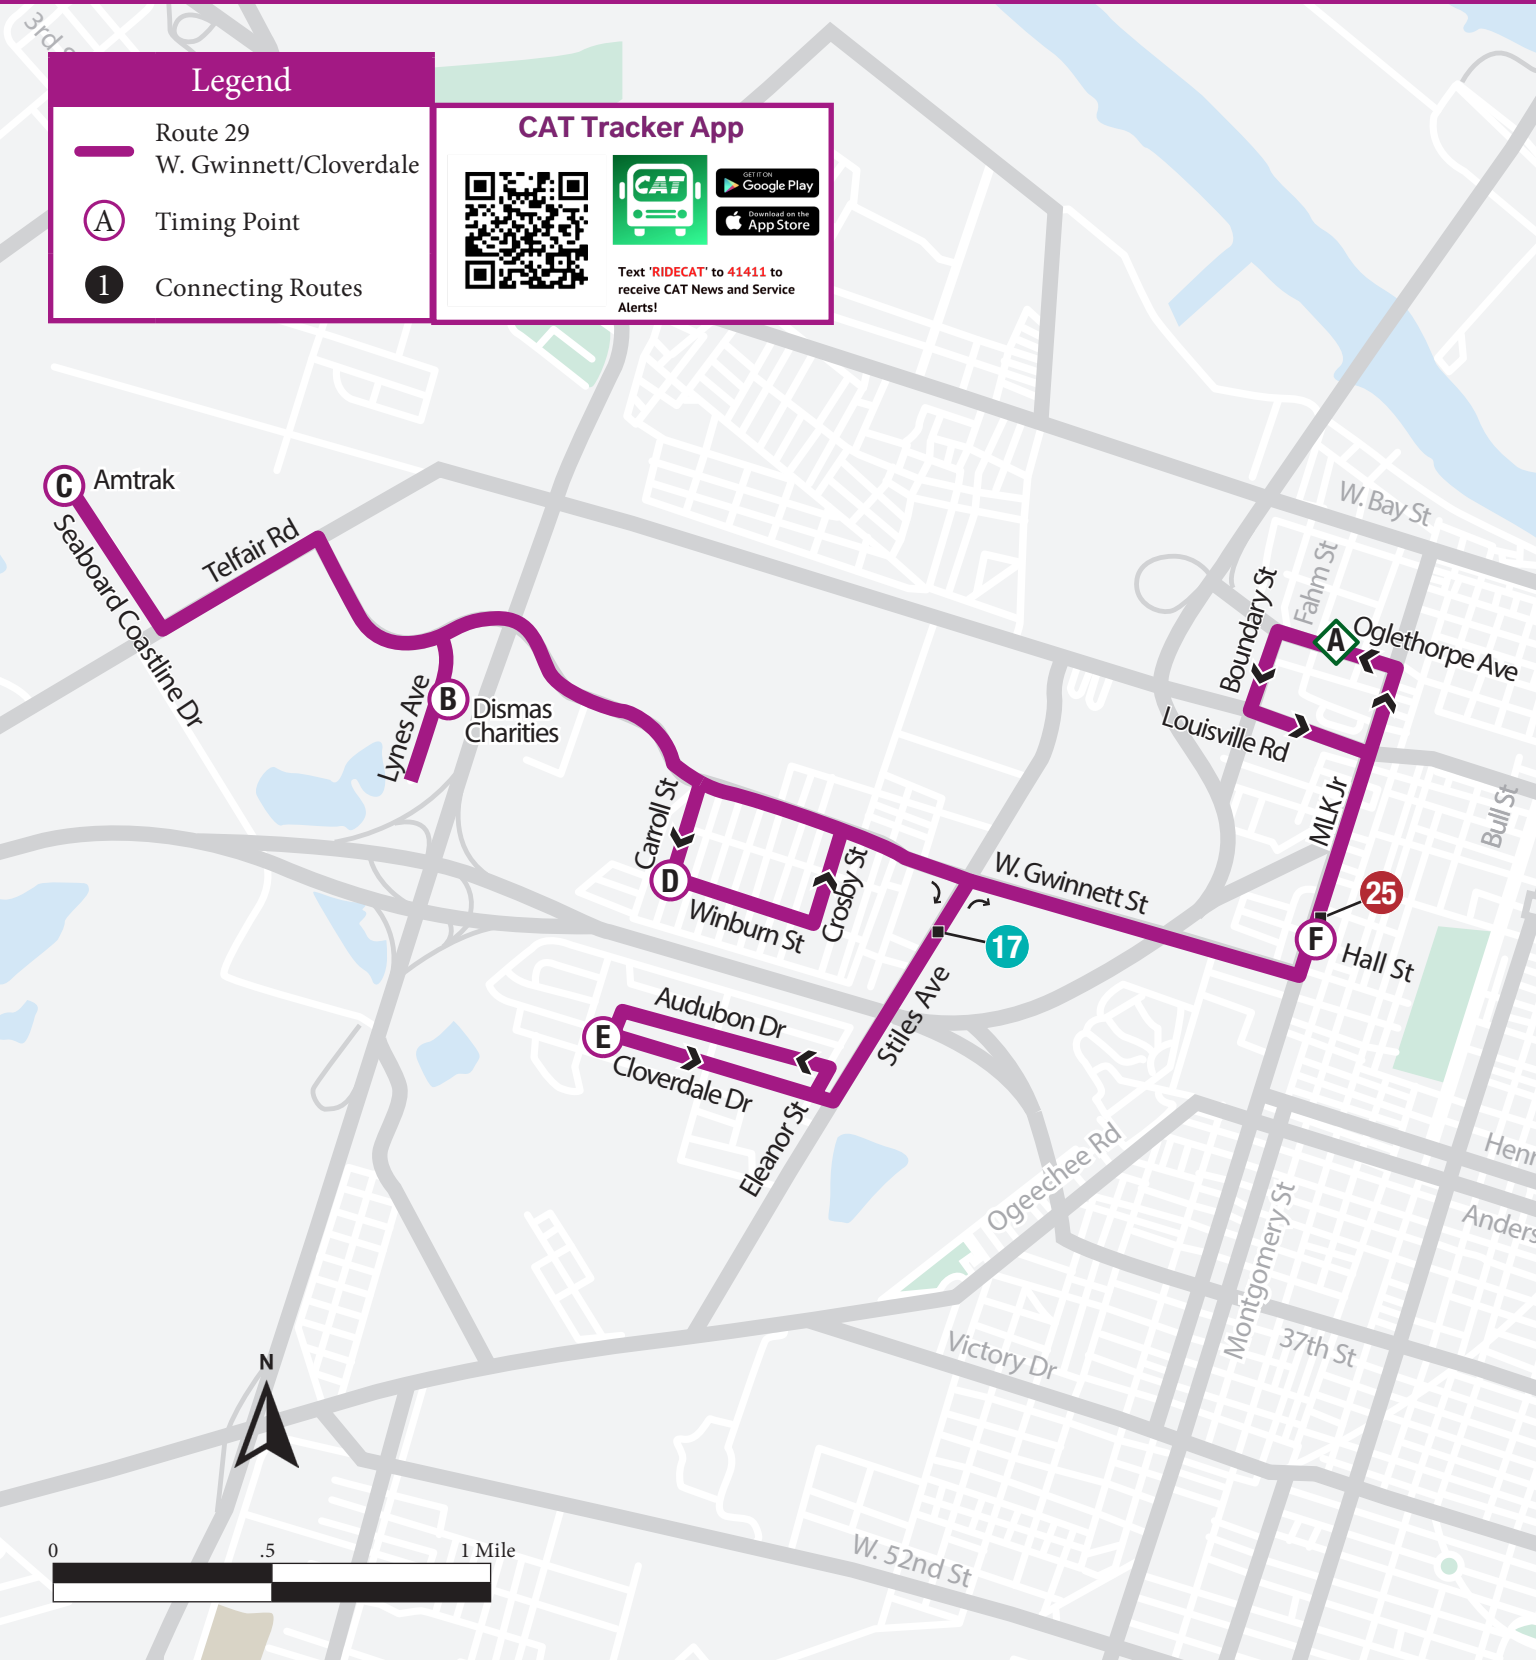 3rd
Legend
Route 29
W. Gwinnett/Cloverdale
A
Timing Point
1
Connecting Routes
CAT Tracker App
CAT
GET IT ON
Google Play
Download on the
App Store
Text 'RIDECAT' to 41411 to
receive CAT News and Service
Alerts!
C
Amtrak
Seaboard Coastline Dr
Telfair Rd
Lynes Ave
B
Dismas
Charities
W. Bay St
Fahm St
Boundary St
A
Oglethorpe Ave
Louisville Rd
MLK Jr
Bull St
Carroll St
D
Winburn St
Crosby St
W. Gwinnett St
17
25
F
Hall St
Stiles Ave
Audubon Dr
E
Cloverdale Dr
Eleanor St
Ogeechee Rd
Henr
Anders
Montgomery St
37th St
Victory Dr
W. 52nd St
N
0
.5
1 Mile